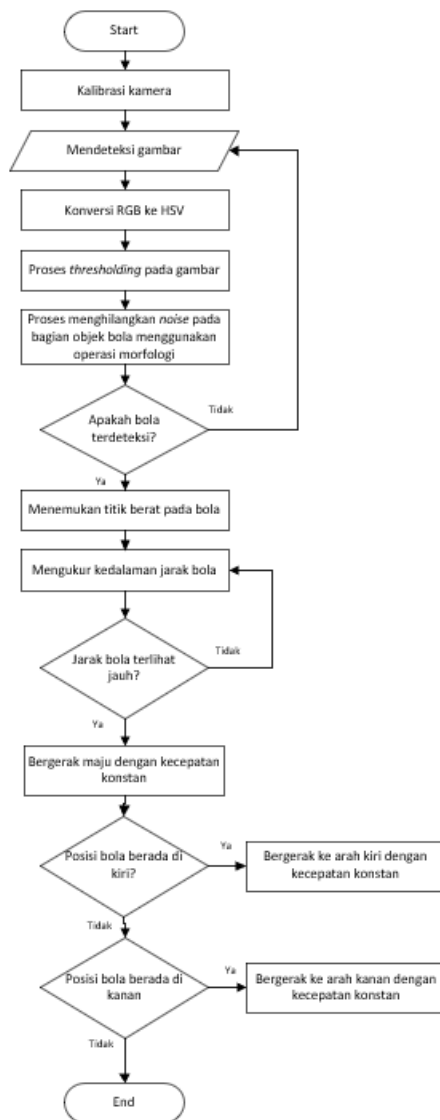 Start
Kalibrasi kamera
Mendeteksi gambar
Konversi RGB ke HSV
Proses thresholding pada gambar
Proses menghilangkan noise pada
bagian objek bola menggunakan
operasi morfologi
Apakah bola
terdeteksi?
Tidak
Ya
Menemukan titik berat pada bola
Mengukur kedalaman jarak bola
Jarak bola terlihat
jauh?
Tidak
Ya
Bergerak maju dengan kecepatan
konstan
Posisi bola berada di
kiri?
Ya
Bergerak ke arah kiri dengan
kecepatan konstan
Tidak
Posisi bola berada di
kanan
Ya
Bergerak ke arah kanan dengan
kecepatan konstan
Tidak
End